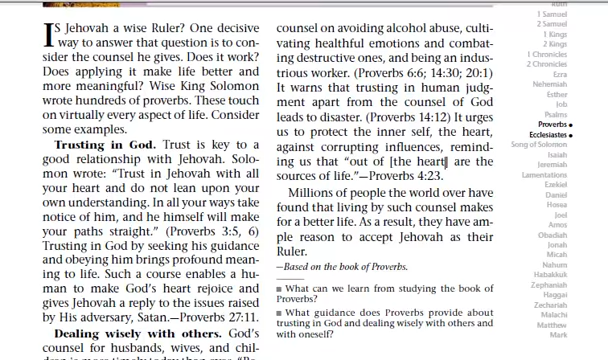 IS Jehovah a wise Ruler? One decisive
way to answer that question is to con-
sider the counsel he gives. Does it work?
Does applying it make life better and
more meaningful? Wise King Solomon
wrote hundreds of proverbs. These touch
on virtually every aspect of life. Consider
some examples.
Trusting in God. Trust is key to a
good relationship with Jehovah. Solo-
mon wrote: “Trust in Jehovah with all
your heart and do not lean upon your
own understanding. In all your ways take
notice of him, and he himself will make
your paths straight.” (Proverbs 3:5, 6)
Trusting in God by seeking his guidance
and obeying him brings profound mean-
ing to life. Such a course enables a hu-
man to make God’s heart rejoice and
gives Jehovah a reply to the issues raised
by His adversary, Satan.—Proverbs 27:11.
Dealing wisely with others. God’s
counsel for husbands, wives, and chil-
counsel on avoiding alcohol abuse, culti-
vating healthful emotions and combat-
ing destructive ones, and being an indus-
trious worker. (Proverbs 6:6; 14:30; 20:1)
It warns that trusting in human judg-
ment apart from the counsel of God
leads to disaster. (Proverbs 14:12) It urges
us to protect the inner self, the heart,
against corrupting influences, remind-
ing us that “out of [the heart] are the
sources of life.”—Proverbs 4:23.
Millions of people the world over have
found that living by such counsel makes
for a better life. As a result, they have am-
ple reason to accept Jehovah as their
Ruler.
—Based on the book of Proverbs.
■ What can we learn from studying the book of
Proverbs?
■ What guidance does Proverbs provide about
trusting in God and dealing wisely with others and
with oneself?
Ruth
1 Samuel
2 Samuel
1 Kings
2 Kings
1 Chronicles
2 Chronicles
Ezra
Nehemiah
Esther
Job
Psalms
Proverbs •
Ecclesiastes •
Song of Solomon
Isaiah
Jeremiah
Lamentations
Ezekiel
Daniel
Hosea
Joel
Amos
Obadiah
Jonah
Micah
Nahum
Habakkuk
Zephaniah
Haggai
Zechariah
Malachi
Matthew
Mark